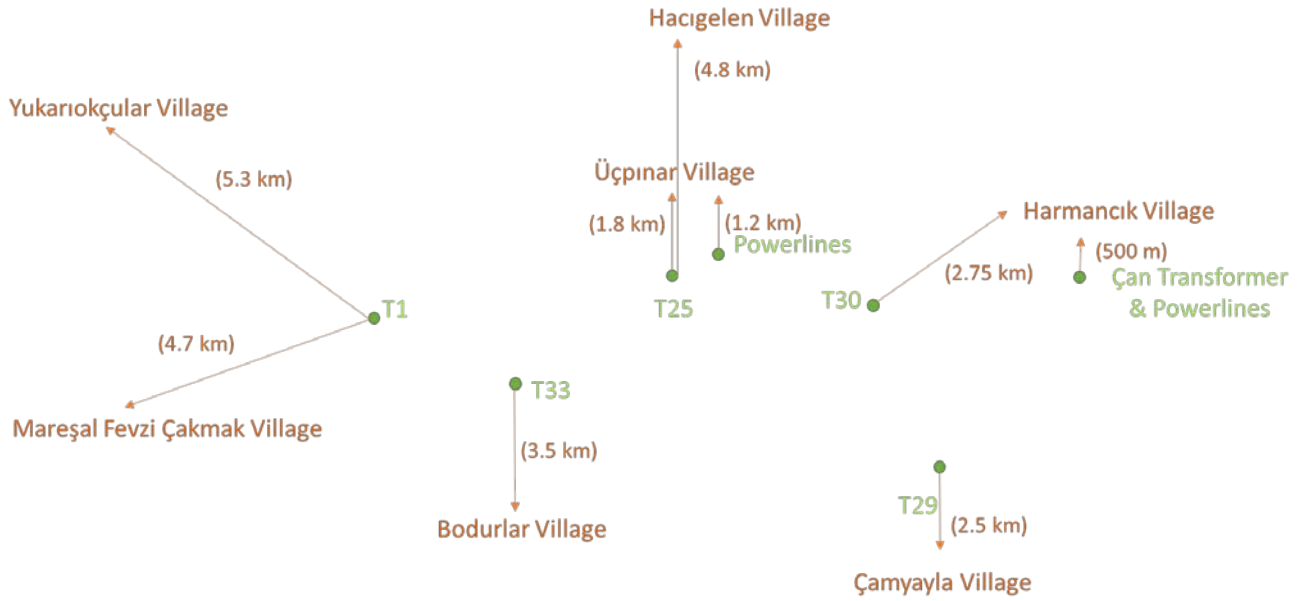 Hacıgelen Village
(4.8 km)
Yukarıokçular Village
(5.3 km)
Üçpınar Village
(1.8 km)
(1.2 km)
Powerlines
Harmancık Village
(2.75 km)
(500 m)
Çan Transformer
& Powerlines
T1
T25
T30
(4.7 km)
Mareşal Fevzi Çakmak Village
T33
(3.5 km)
Bodurlar Village
T29
(2.5 km)
Çamyayla Village